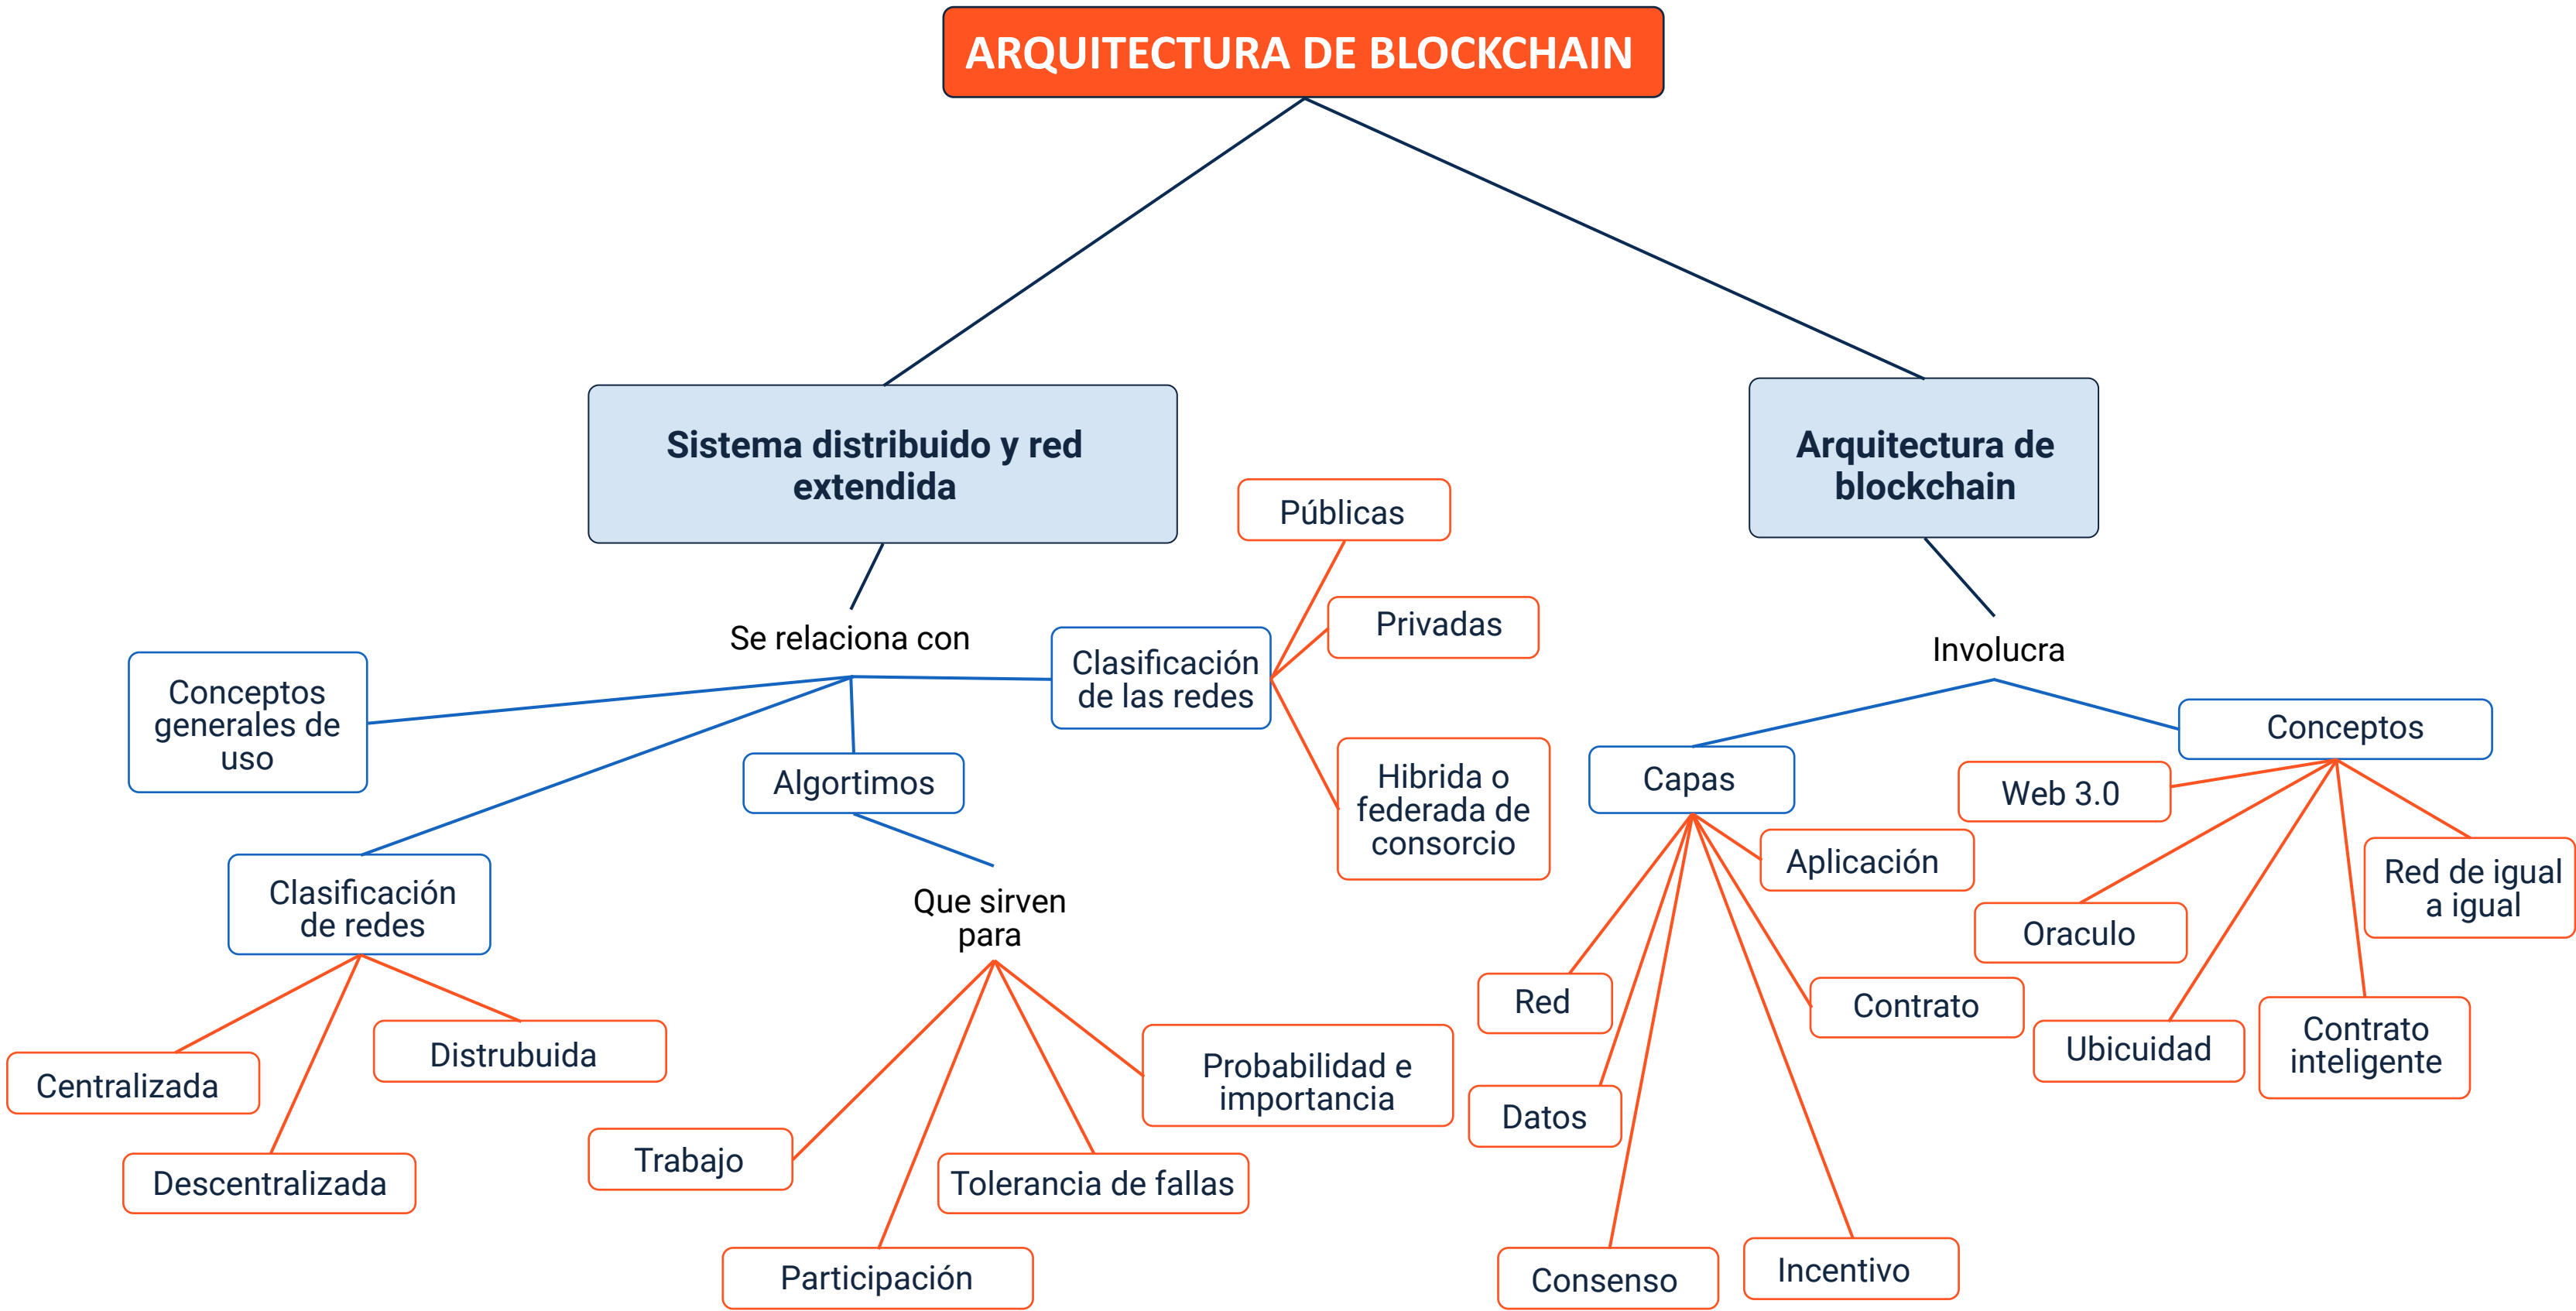 ARQUITECTURA DE BLOCKCHAIN
Sistema distribuido y red
extendida
Arquitectura de
blockchain
Se relaciona con
Conceptos
generales de
uso
Clasificación
de redes
Centralizada
Descentralizada
Distrubuida
Algortimos
Que sirven
para
Trabajo
Participación
Tolerancia de fallas
Probabilidad e
importancia
Clasificación
de las redes
Públicas
Privadas
Hibrida o
federada de
consorcio
Involucra
Capas
Red
Datos
Consenso
Incentivo
Contrato
Aplicación
Conceptos
Web 3.0
Oraculo
Ubicuidad
Contrato
inteligente
Red de igual
a igual